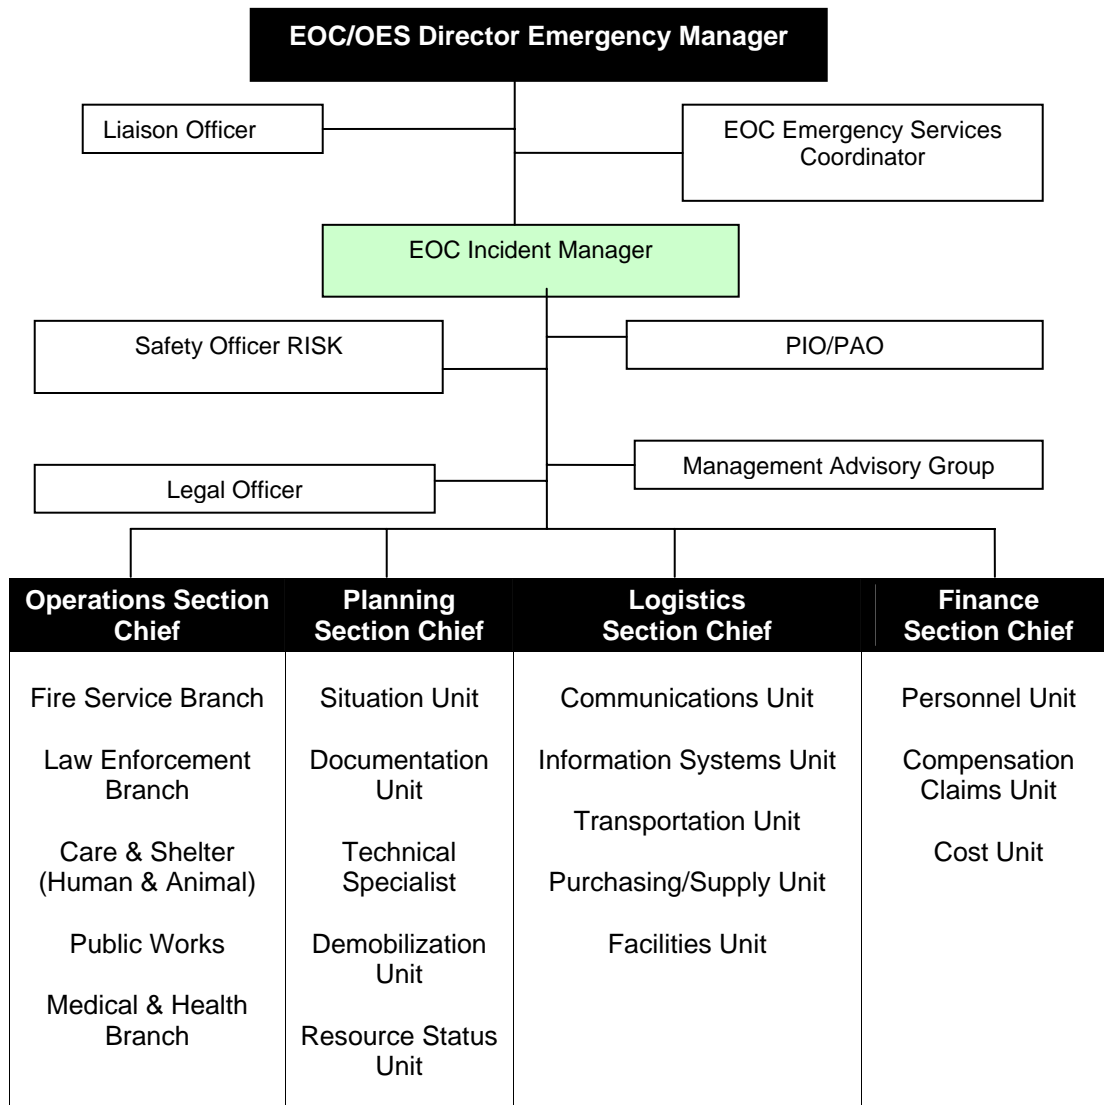 EOC/OES Director Emergency Manager
Liaison Officer
EOC Emergency Services
Coordinator
EOC Incident Manager
Safety Officer RISK
PIO/PAO
Management Advisory Group
Legal Officer
Operations Section
Chief
Planning
Section Chief
Logistics
Section Chief
Finance
Section Chief
Fire Service Branch
Law Enforcement
Branch
Care & Shelter
(Human & Animal)
Public Works
Medical & Health
Branch
Situation Unit
Documentation
Unit
Technical
Specialist
Demobilization
Unit
Resource Status
Unit
Communications Unit
Information Systems Unit
Transportation Unit
Purchasing/Supply Unit
Facilities Unit
Personnel Unit
Compensation
Claims Unit
Cost Unit